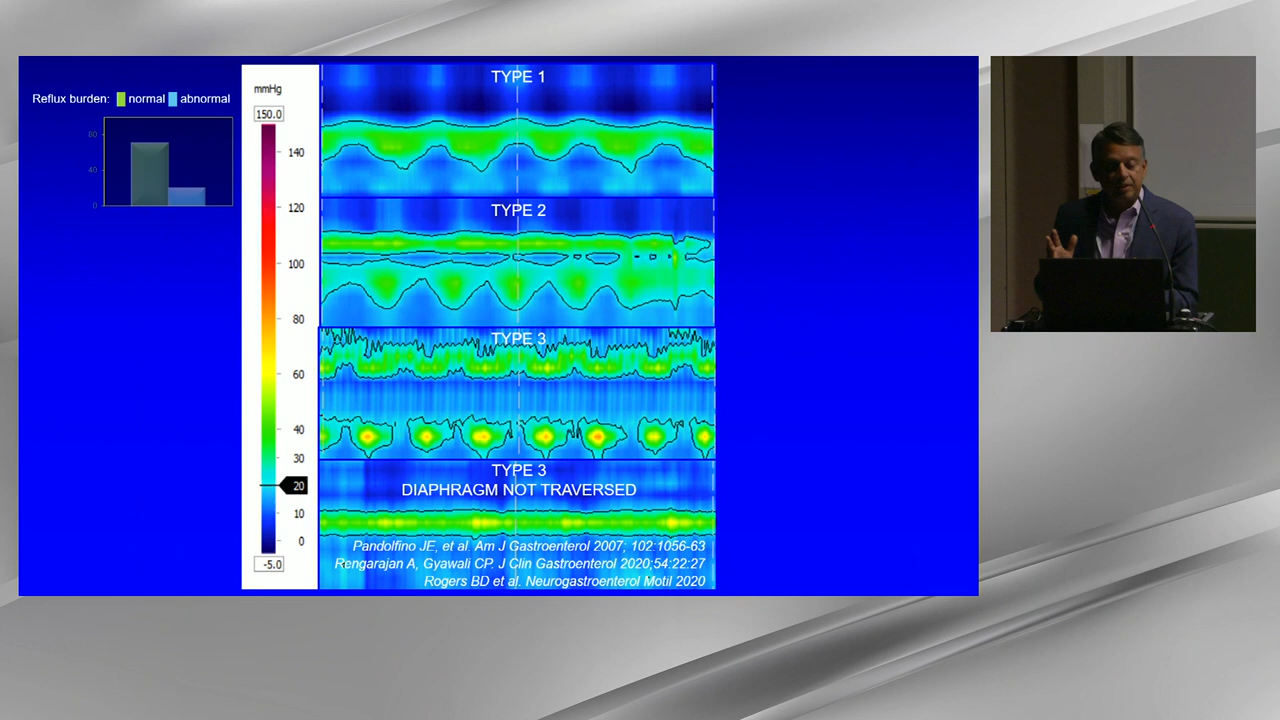 Reflux burden: normal abnormal
80
40
0
mmHg
150.0
140
120
100
80
60
40
30
20
10
0
-5.0
TYPE 1
TYPE 2
TYPE 3
TYPE 3
DIAPHRAGM NOT TRAVERSED
Pandolfino JE, et al. Am J Gastroenterol 2007; 102:1056-63
Rengarajan A, Gyawali CP. J Clin Gastroenterol 2020;54:22:27
Rogers BD et al. Neurogastroenterol Motil 2020